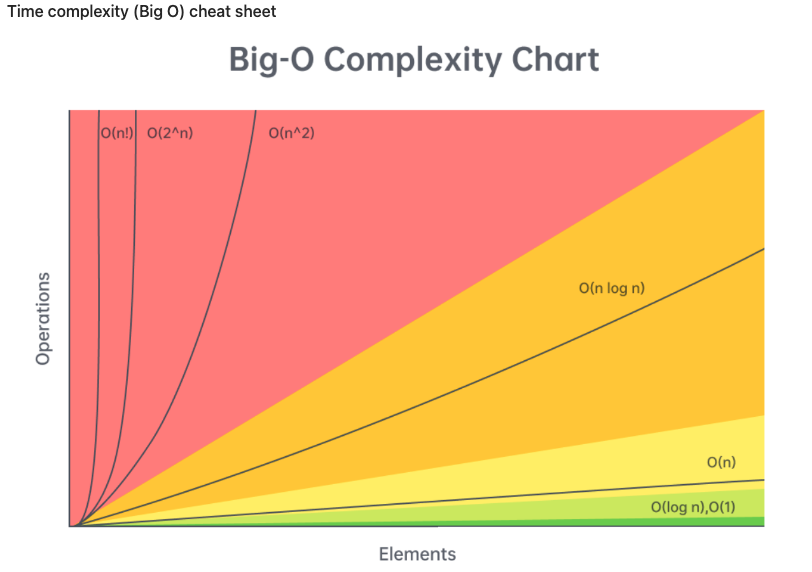 Time complexity (Big O) cheat sheet
Big-O Complexity Chart
O(n!) O(2^n) O(n^2)
O(n log n)
O(n)
O(log n),O(1)
Operations
Elements